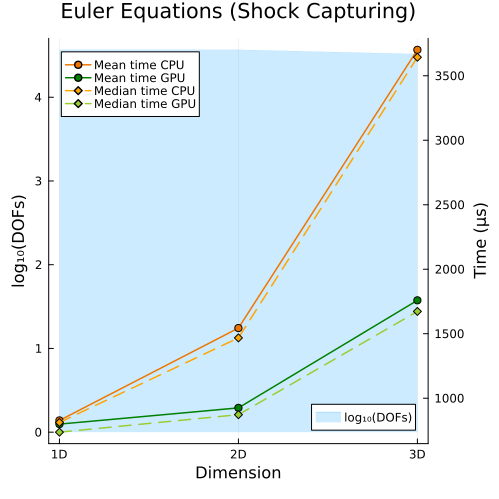 Euler Equations (Shock Capturing)
Mean time CPU
Mean time GPU
Median time CPU
Median time GPU
log₁₀(DOFs)
4
3
2
1
0
log₁₀(DOFs)
3500
3000
2500
2000
1500
1000
Time (μs)
1D
2D
3D
Dimension